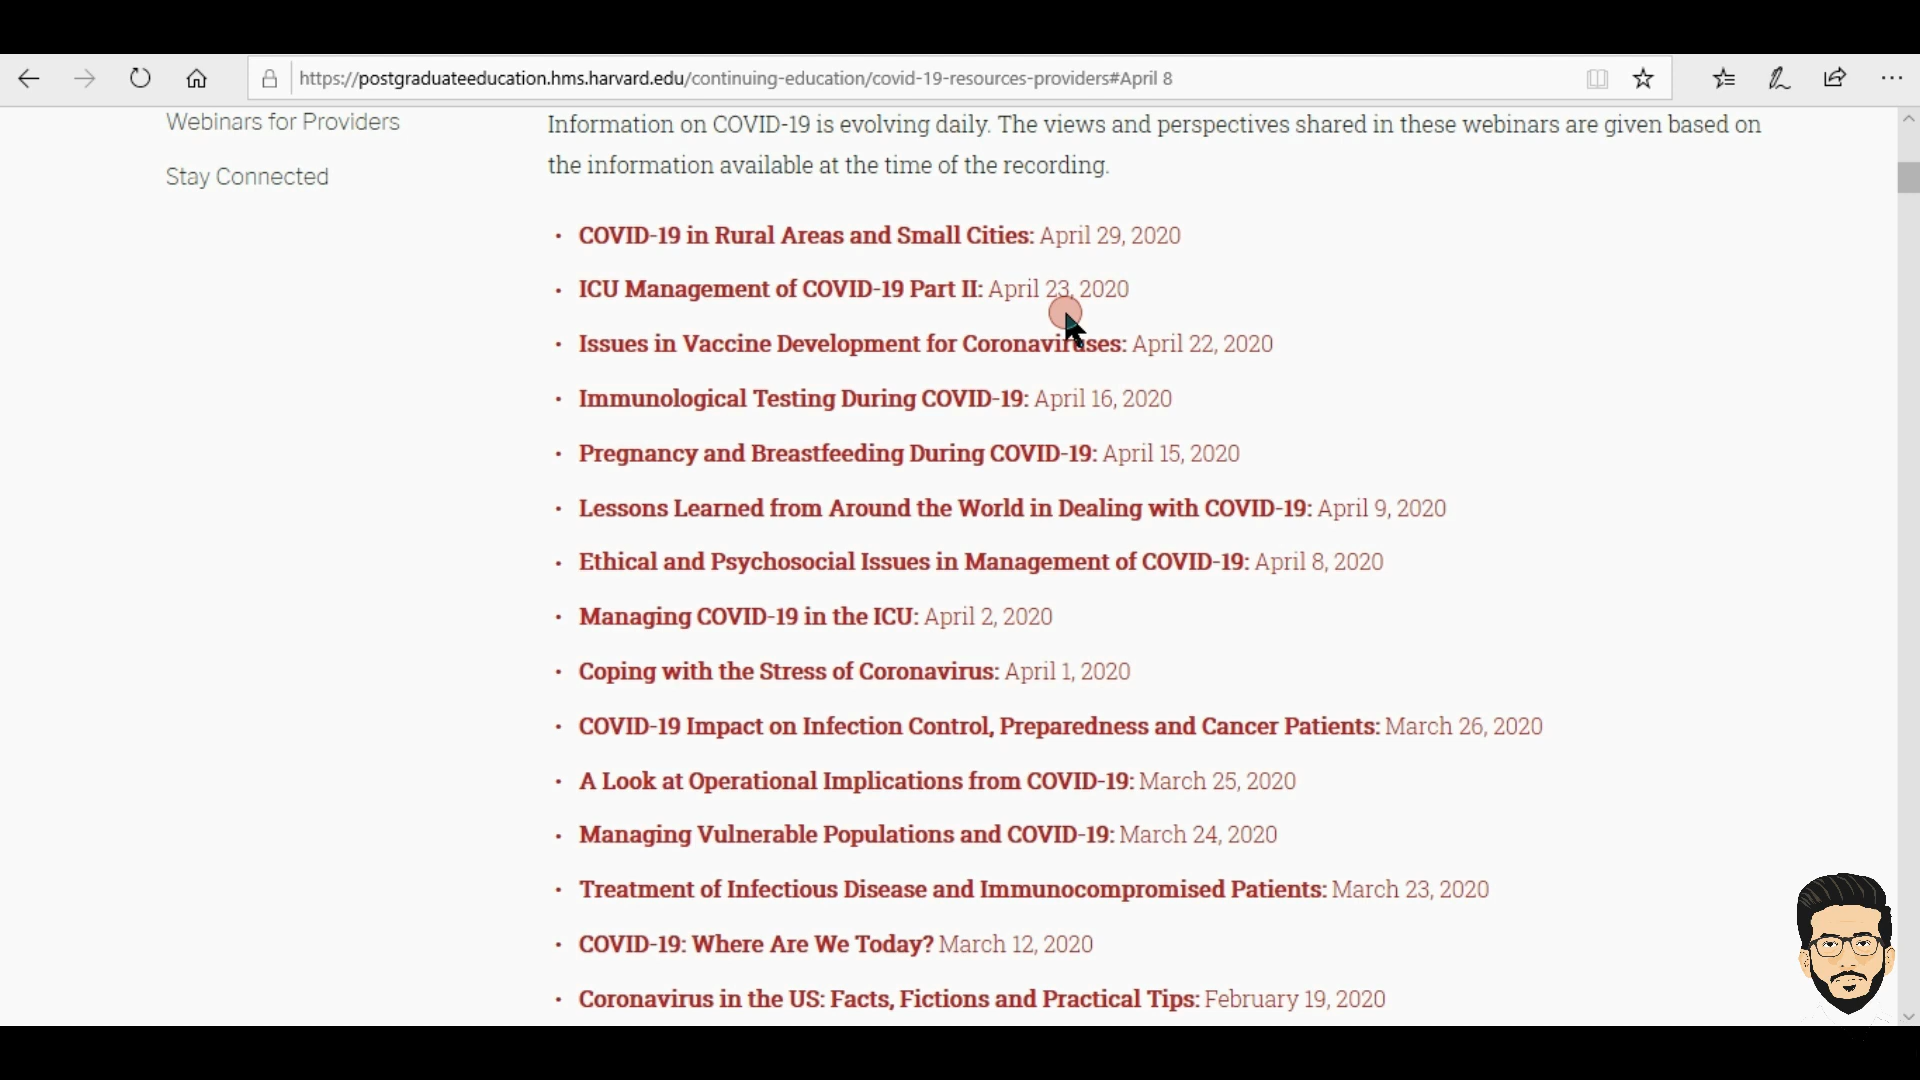 https://postgraduateeducation.hms.harvard.edu/continuing-education/covid-19-resources-providers#April 8
Webinars for Providers
Stay Connected
Information on COVID-19 is evolving daily. The views and perspectives shared in these webinars are given based on
the information available at the time of the recording.
• COVID-19 in Rural Areas and Small Cities: April 29, 2020
• ICU Management of COVID-19 Part II: April 23, 2020
• Issues in Vaccine Development for Coronaviruses: April 22, 2020
• Immunological Testing During COVID-19: April 16, 2020
• Pregnancy and Breastfeeding During COVID-19: April 15, 2020
• Lessons Learned from Around the World in Dealing with COVID-19: April 9, 2020
• Ethical and Psychosocial Issues in Management of COVID-19: April 8, 2020
• Managing COVID-19 in the ICU: April 2, 2020
• Coping with the Stress of Coronavirus: April 1, 2020
• COVID-19 Impact on Infection Control, Preparedness and Cancer Patients: March 26, 2020
• A Look at Operational Implications from COVID-19: March 25, 2020
• Managing Vulnerable Populations and COVID-19: March 24, 2020
• Treatment of Infectious Disease and Immunocompromised Patients: March 23, 2020
• COVID-19: Where Are We Today? March 12, 2020
• Coronavirus in the US: Facts, Fictions and Practical Tips: February 19, 2020